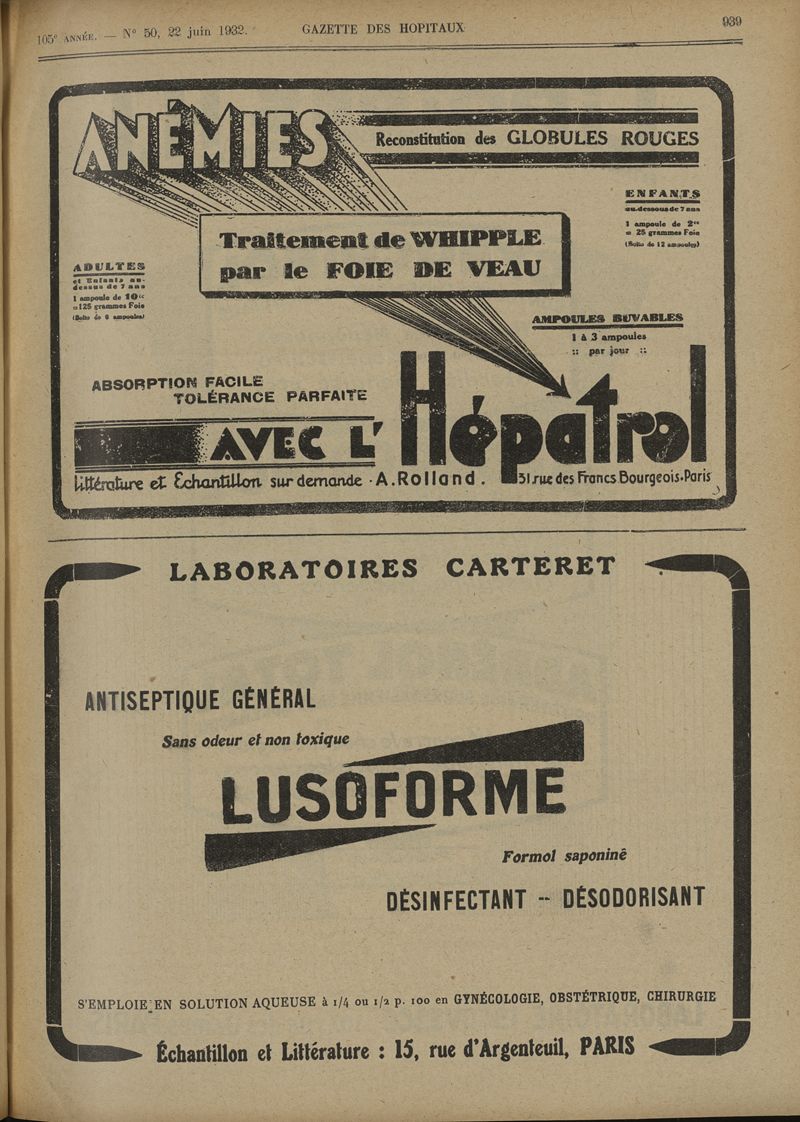 105e ANNÉE. — N° 50, 22 juin 1932. GAZETTE DES HOPITAUX 939
ANÉMIES
Reconstitution des GLOBULES ROUGES
ENFANTS
au-dessous de 7 ans
1 ampoule de 2cc
= 25 grammes Foie
(Boîte de 12 ampoules)
Traitement de WHIPPLE
par le FOIE DE VEAU
ADULTES
et Enfants au-
dessus de 7 ans
1 ampoule de 10cc
=125 grammes Foie
(Boîte de 6 ampoules)
AMPOULES BUVABLES
1 à 3 ampoules
:: par jour ::
ABSORPTION FACILE
TOLÉRANCE PARFAITE
AVEC L'Hépatrol
Littérature et Echantillon sur demande · A. Rolland. 31 rue des Francs Bourgeois·Paris
LABORATOIRES CARTERET
ANTISEPTIQUE GÉNÉRAL
Sans odeur et non toxique
LUSOFORME
Formol saponiné
DÉSINFECTANT -- DÉSODORISANT
S'EMPLOIE EN SOLUTION AQUEUSE à 1/4 ou 1/2 p. 100 en GYNÉCOLOGIE, OBSTÉTRIQUE, CHIRURGIE
Échantillon et Littérature : 15, rue d'Argenteuil, PARIS